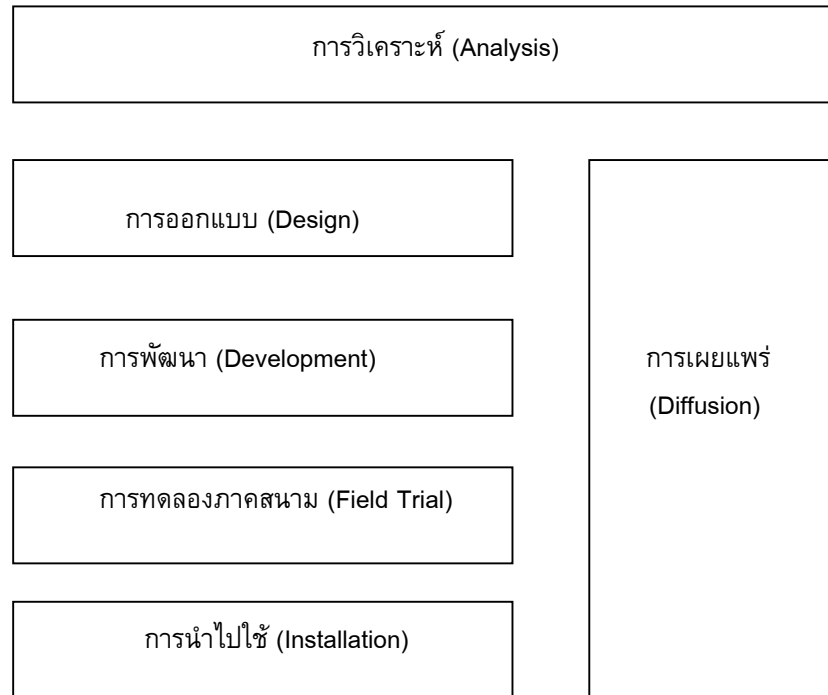 การวิเคราะห์ (Analysis)
การออกแบบ (Design)
การพัฒนา (Development)
การทดลองภาคสนาม (Field Trial)
การนำไปใช้ (Installation)
การเผยแพร่
(Diffusion)